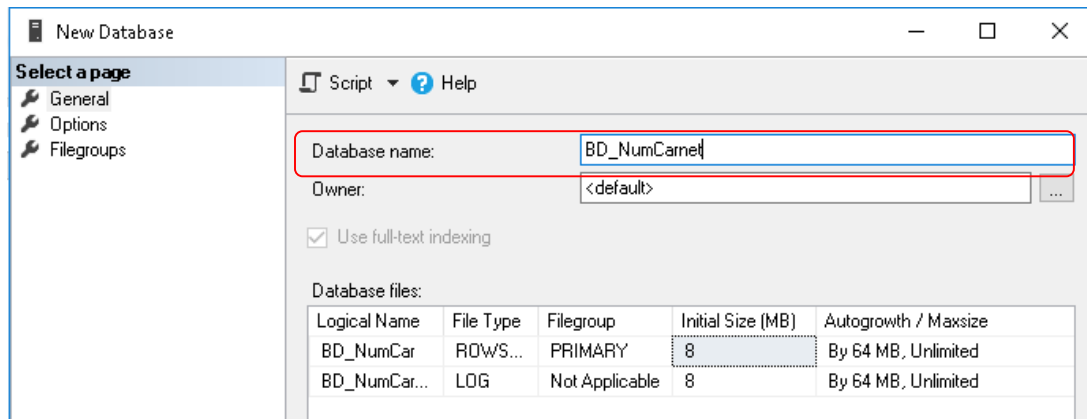 New Database
Select a page
General
Options
Filegroups
Script Help
Database name: BD_NumCarnet
Owner: <default> ...
Use full-text indexing
Database files:
Logical Name File Type Filegroup Initial Size (MB) Autogrowth / Maxsize
BD_NumCar ROWS... PRIMARY 8 By 64 MB, Unlimited
BD_NumCar... LOG Not Applicable 8 By 64 MB, Unlimited